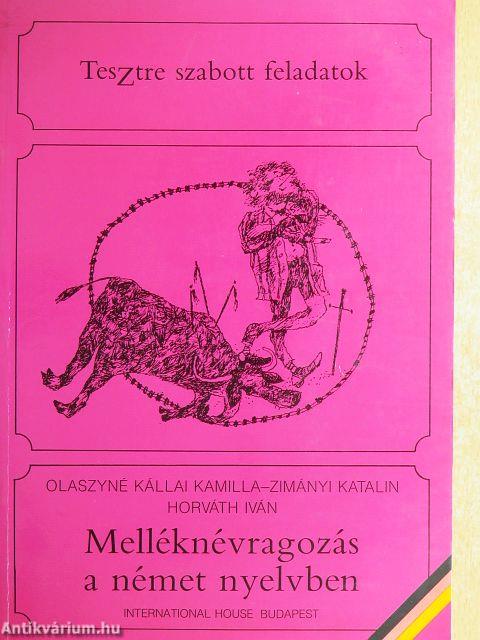 TesZtre szabott feladatok
OLASZYNÉ KÁLLAI KAMILLA–ZIMÁNYI KATALIN
HORVÁTH IVÁN
Melléknévragozás
a német nyelvben
INTERNATIONAL HOUSE BUDAPEST
Antikvárium.hu